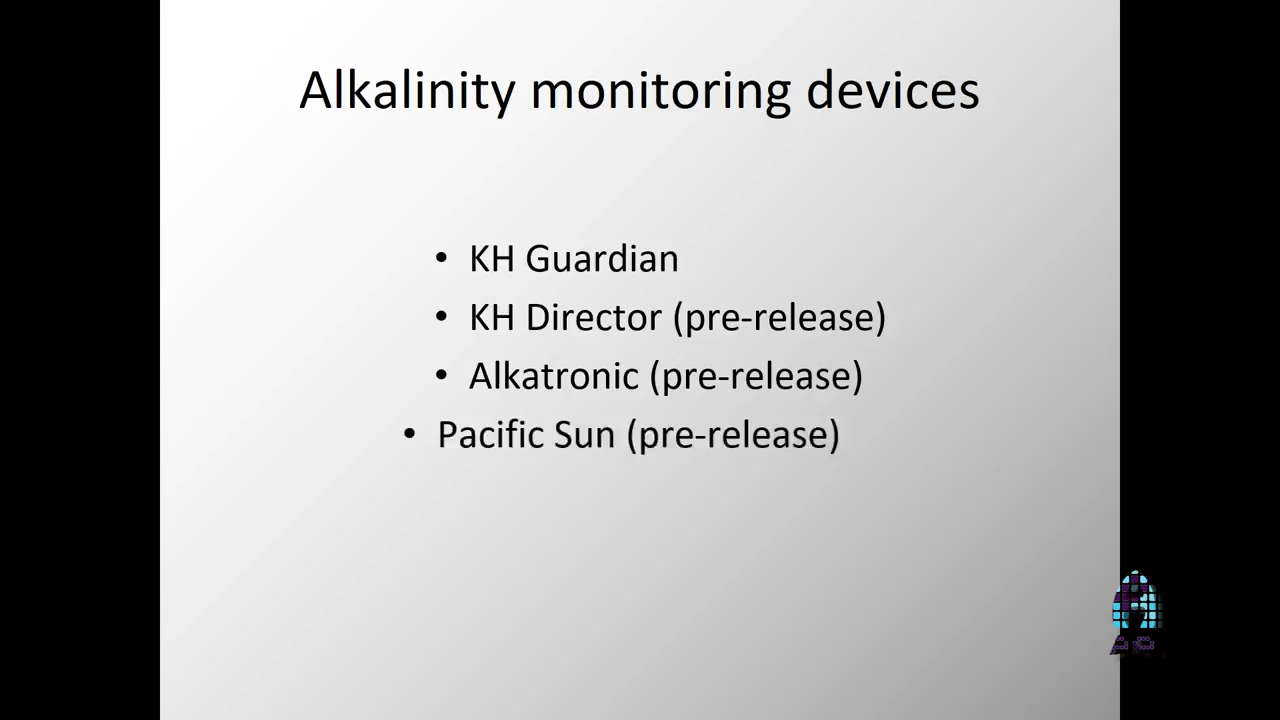 Alkalinity monitoring devices
• KH Guardian
• KH Director (pre-release)
• Alkatronic (pre-release)
• Pacific Sun (pre-release)